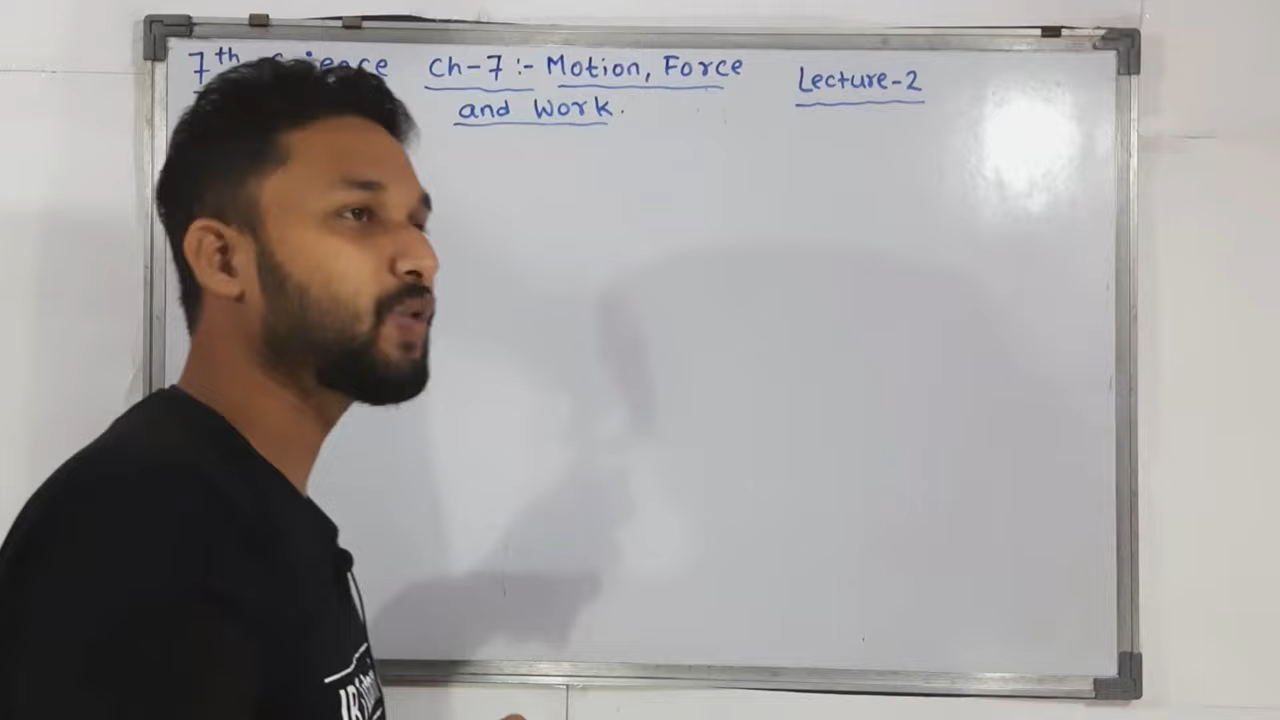 7th Science Ch-7:- Motion, Force Lecture-2
and Work.